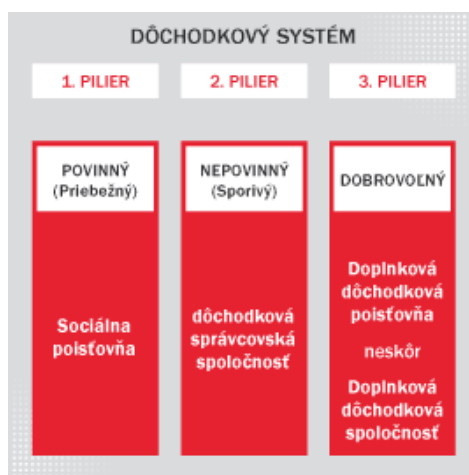 DÔCHODKOVÝ SYSTÉM
1. PILIER
2. PILIER
3. PILIER
POVINNÝ
(Priebežný)
NEPOVINNÝ
(Sporivý)
DOBROVOĽNÝ
Sociálna
poisťovňa
dôchodková
správcovská
spoločnosť
Doplnková
dôchodková
poisťovňa
neskôr
Doplnková
dôchodková
spoločnosť